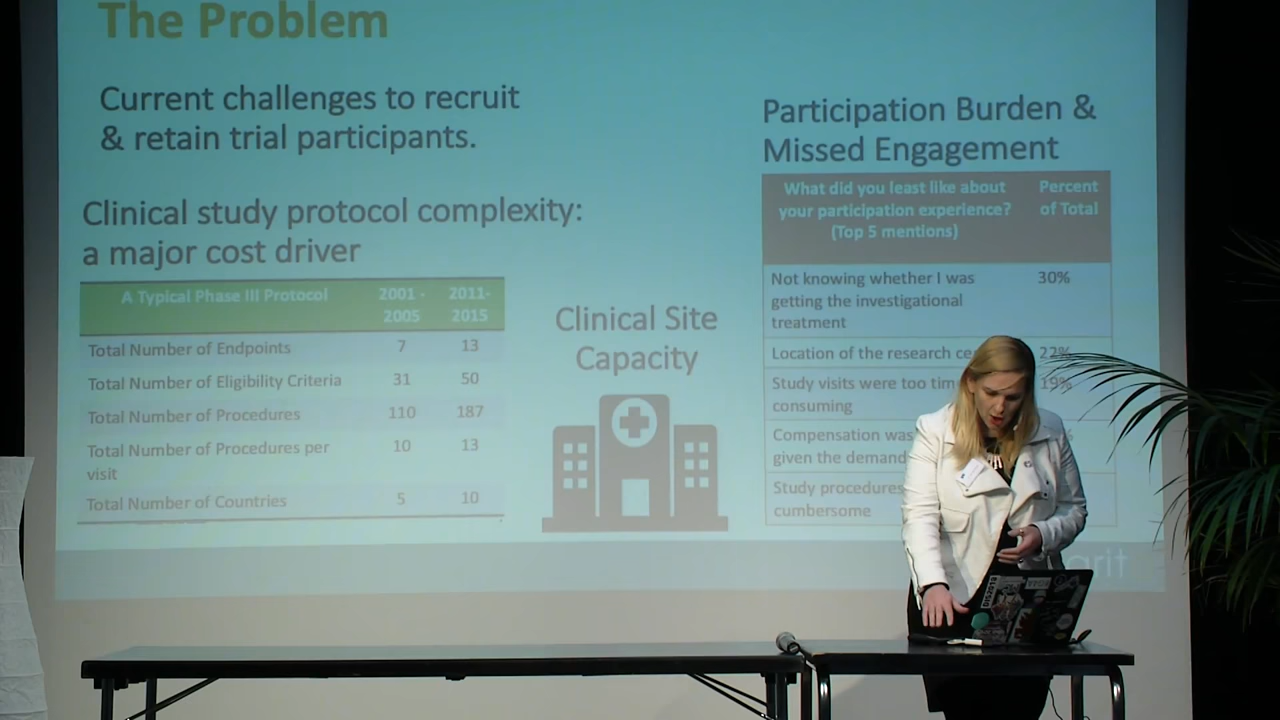 The Problem
Current challenges to recruit
& retain trial participants.
Clinical study protocol complexity:
a major cost driver
A Typical Phase III Protocol 2001 - 2005 2011- 2015
Total Number of Endpoints 7 13
Total Number of Eligibility Criteria 31 50
Total Number of Procedures 110 187
Total Number of Procedures per visit 10 13
Total Number of Countries 5 10
Clinical Site
Capacity
Participation Burden &
Missed Engagement
What did you least like about Percent
your participation experience? of Total
(Top 5 mentions)
Not knowing whether I was 30%
getting the investigational
treatment
Location of the research 22%
Study visits were too 19%
consuming
Compensation was
given the
Study procedures
cumbersome